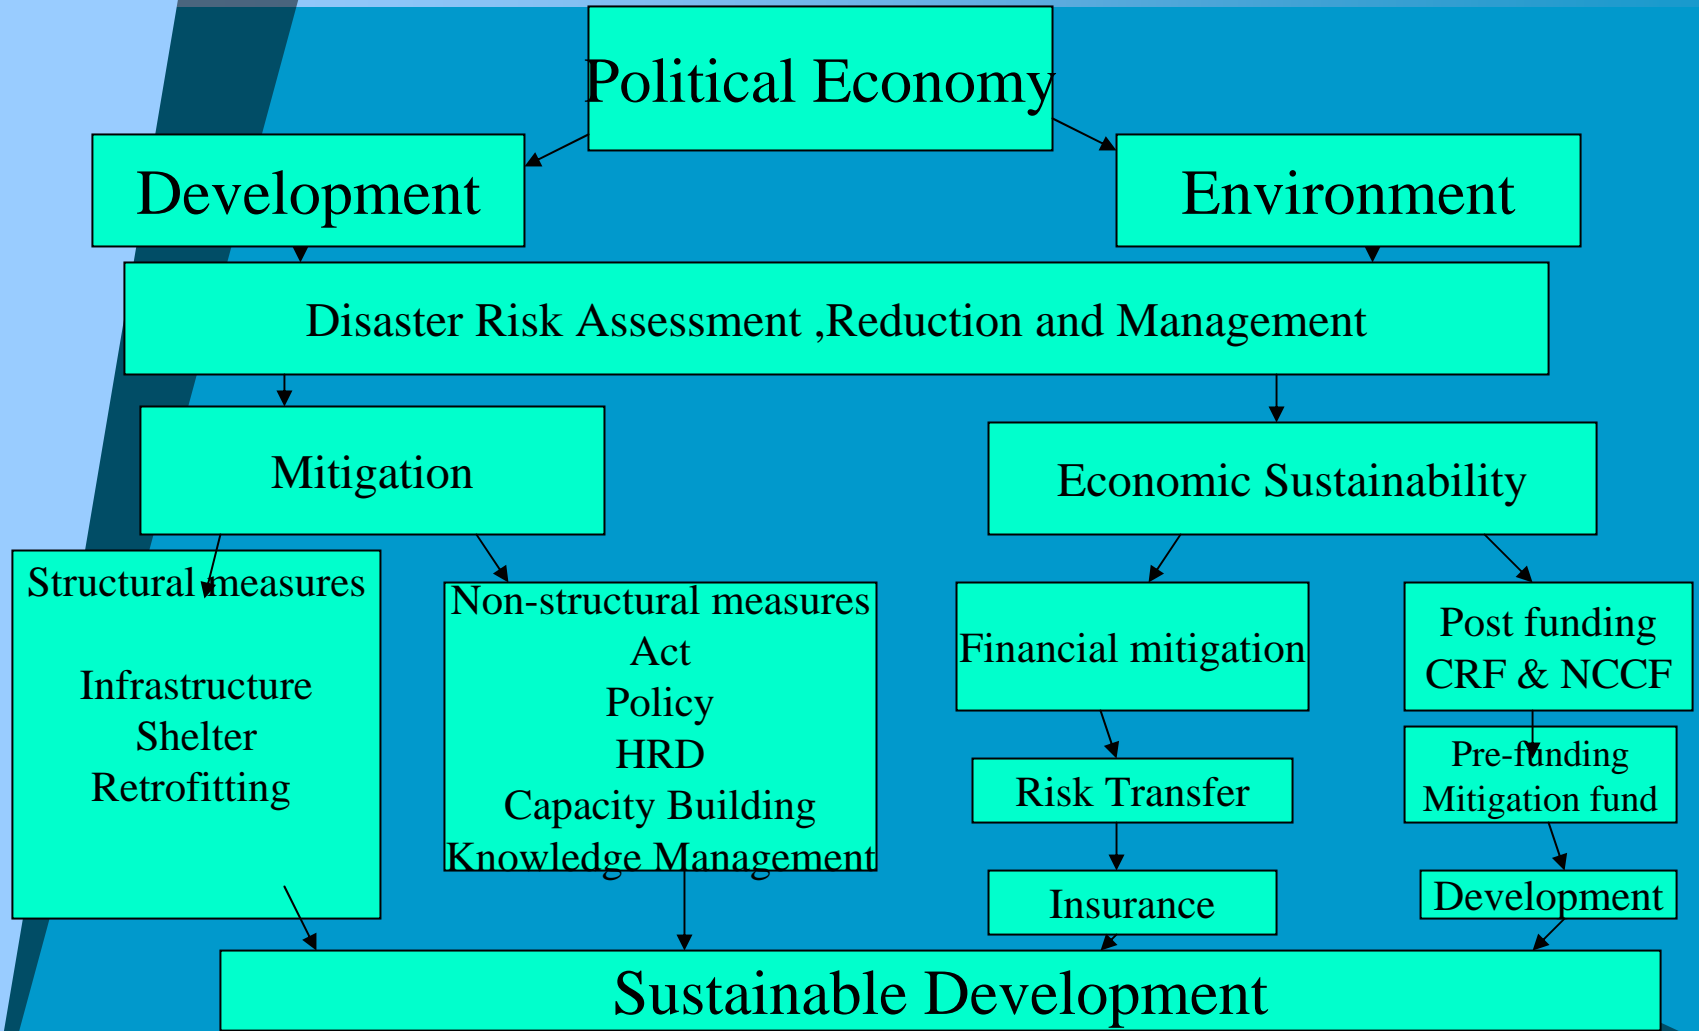 Political Economy
Development
Environment
Disaster Risk Assessment ,Reduction and Management
Mitigation
Economic Sustainability
Structural measures
Infrastructure
Shelter
Retrofitting
Non-structural measures
Act
Policy
HRD
Capacity Building
Knowledge Management
Financial mitigation
Post funding
CRF & NCCF
Risk Transfer
Pre-funding
Mitigation fund
Insurance
Development
Sustainable Development